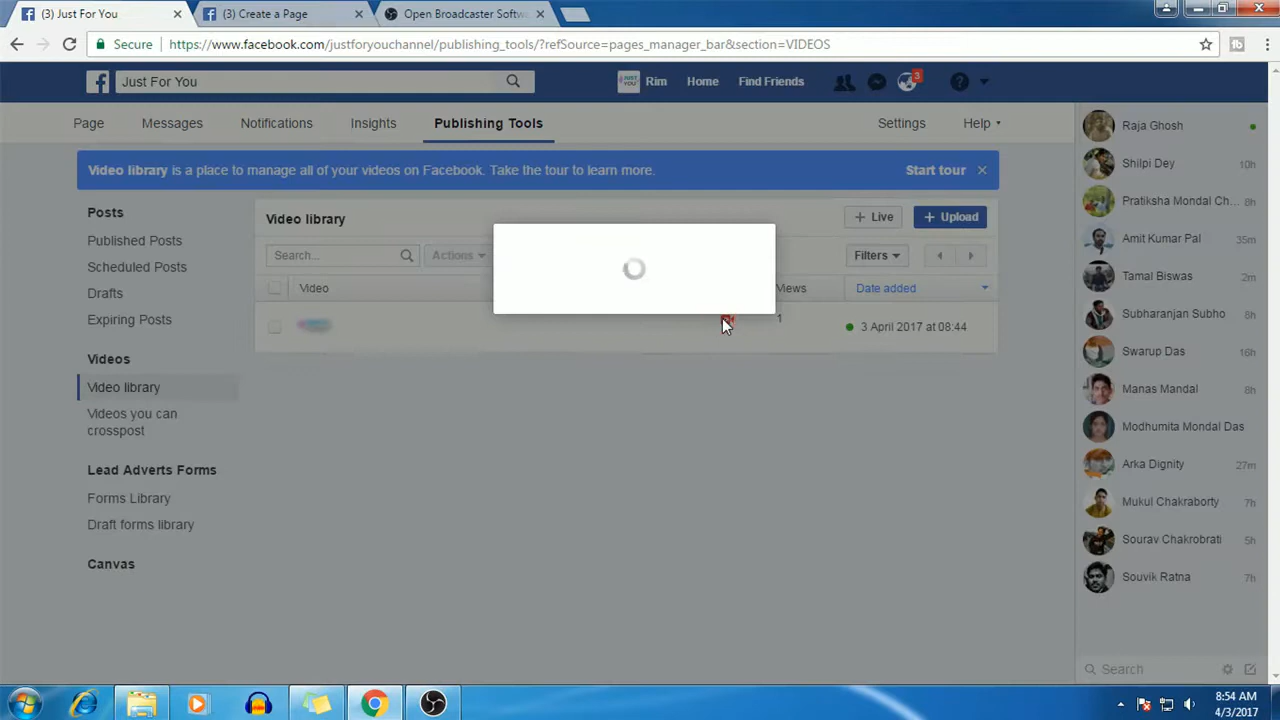 (3) Just For You
(3) Create a Page
Open Broadcaster Softw
Secure
https://www.facebook.com/justforyouchannel/publishing_tools/?refSource=pages_manager_bar&section=VIDEOS
Just For You
Rim
Home
Find Friends
3
Page
Messages
Notifications
Insights
Publishing Tools
Settings
Help
Video library is a place to manage all of your videos on Facebook. Take the tour to learn more.
Start tour
Posts
Published Posts
Scheduled Posts
Drafts
Expiring Posts
Videos
Video library
Videos you can
crosspost
Lead Adverts Forms
Forms Library
Draft forms library
Canvas
Video library
+ Live
+ Upload
Search...
Actions
Filters
Video
Views
Date added
1
3 April 2017 at 08:44
Raja Ghosh
Shilpi Dey 10h
Pratiksha Mondal Ch... 8h
Amit Kumar Pal 35m
Tamal Biswas 2m
Subharanjan Subho 8h
Swarup Das 16h
Manas Mandal 8h
Modhumita Mondal Das
Arka Dignity 27m
Mukul Chakraborty 7h
Sourav Chakrobrati 5h
Souvik Ratna 7h
Search
8:54 AM
4/3/2017